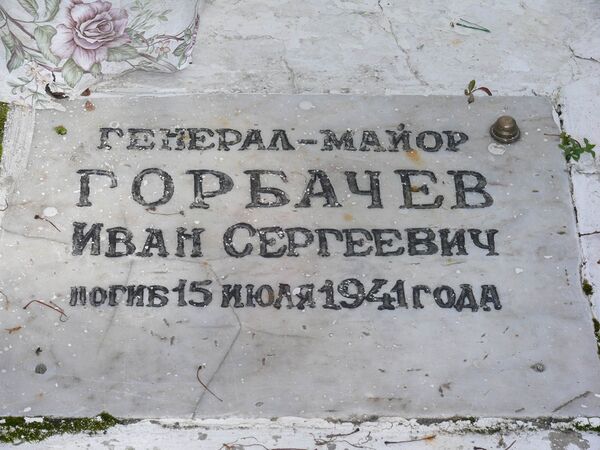 ГЕНЕРАЛ-МАЙОР
ГОРБАЧЕВ
ИВАН СЕРГЕЕВИЧ
ПОГИБ 15 ИЮЛЯ 1941 ГОДА